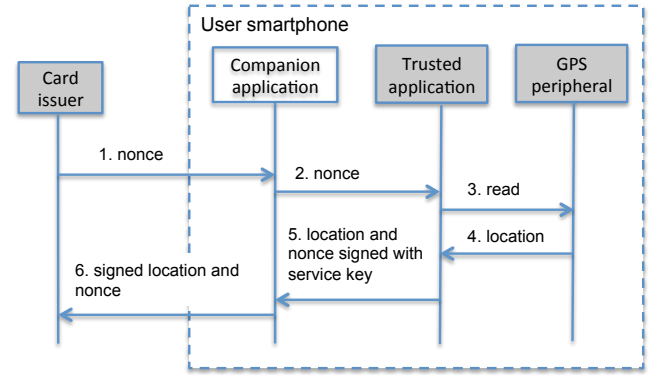 User smartphone
Card
issuer
Companion
application
Trusted
application
GPS
peripheral
1. nonce
2. nonce
3. read
4. location
5. location and
nonce signed with
service key
6. signed location and
nonce